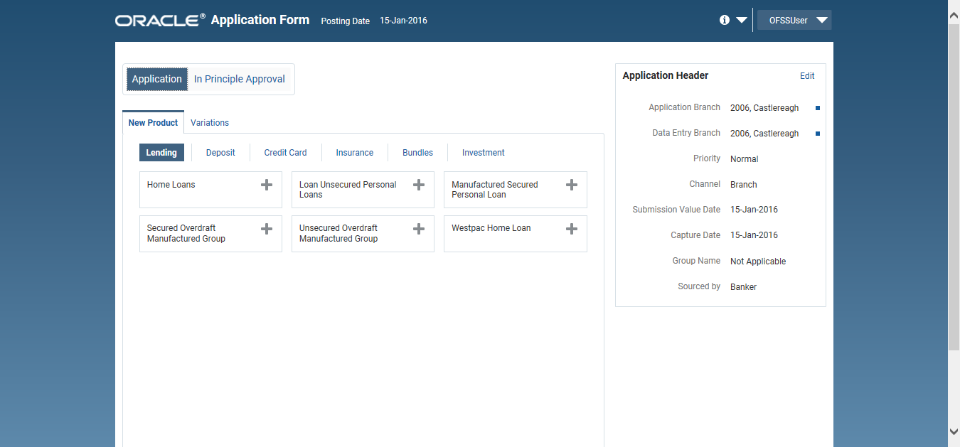 ORACLE® Application Form Posting Date 15-Jan-2016
OFSSUser
Application In Principle Approval
New Product Variations
Lending Deposit Credit Card Insurance Bundles Investment
Home Loans
Loan Unsecured Personal
Loans
Manufactured Secured
Personal Loan
Secured Overdraft
Manufactured Group
Unsecured Overdraft
Manufactured Group
Westpac Home Loan
Application Header Edit
Application Branch 2006, Castlereagh
Data Entry Branch 2006, Castlereagh
Priority Normal
Channel Branch
Submission Value Date 15-Jan-2016
Capture Date 15-Jan-2016
Group Name Not Applicable
Sourced by Banker